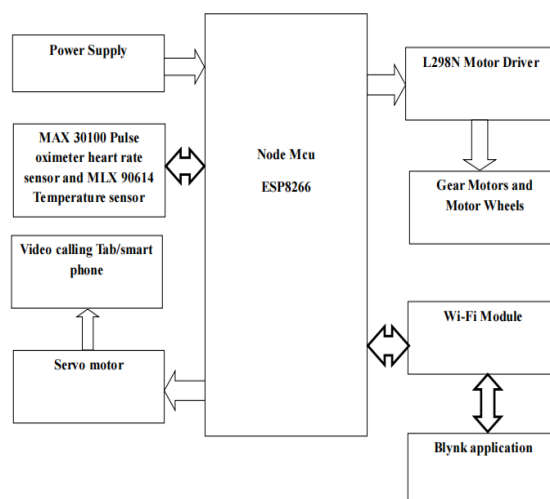 Power Supply
MAX 30100 Pulse
oximeter heart rate
sensor and MLX 90614
Temperature sensor
Video calling Tab/smart
phone
Servo motor
Node Mcu
ESP8266
L298N Motor Driver
Gear Motors and
Motor Wheels
Wi-Fi Module
Blynk application